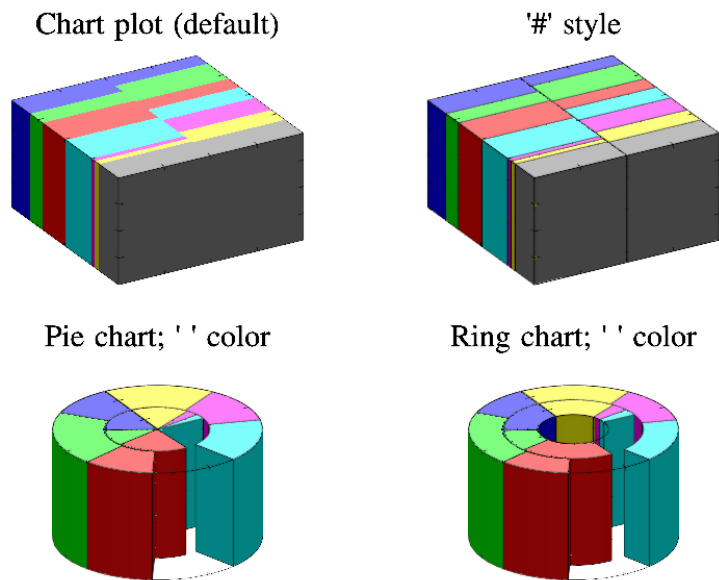 Chart plot (default)
'#' style
Pie chart; ' ' color
Ring chart; ' ' color